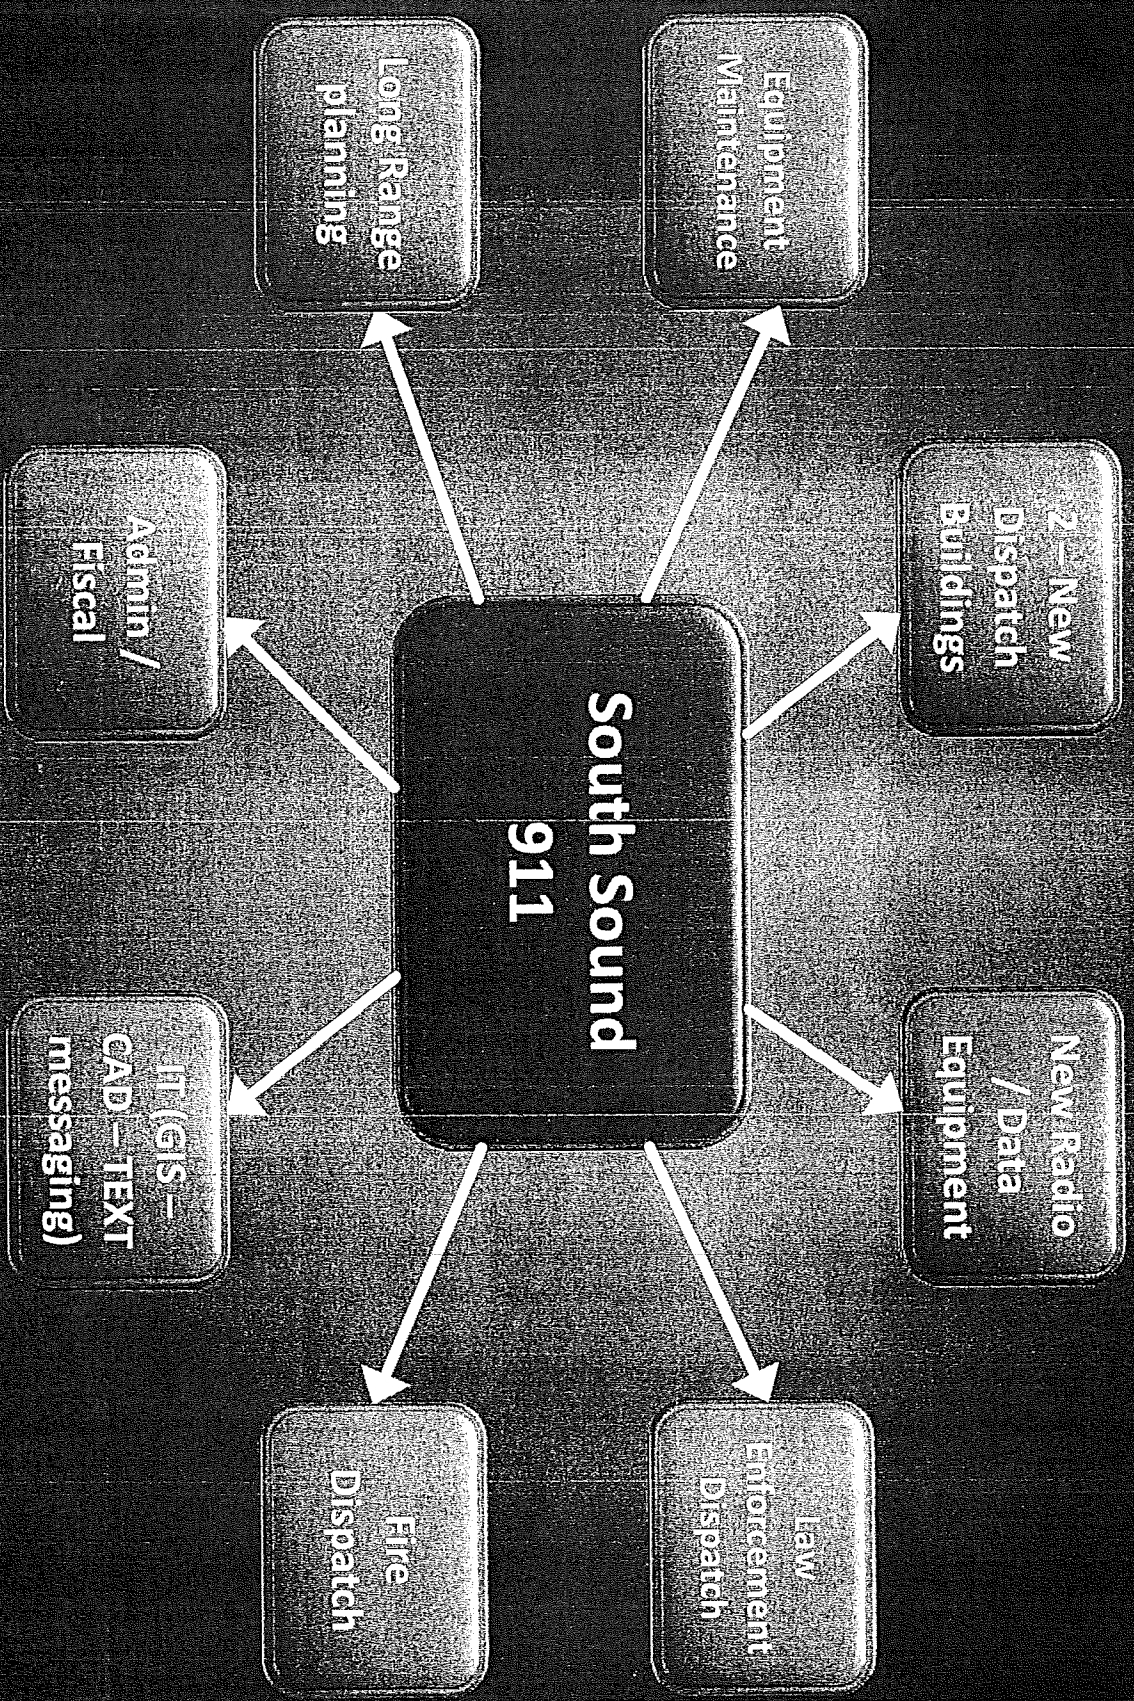 2 – New
Dispatch
Buildings
New Radio
/ Data
Equipment
Equipment
Maintenance
Law
Enforcement
Dispatch
South Sound
911
Long Range
planning
Fire
Dispatch
Admin /
Fiscal
IT (GIS –
CAD – TEXT
messaging)